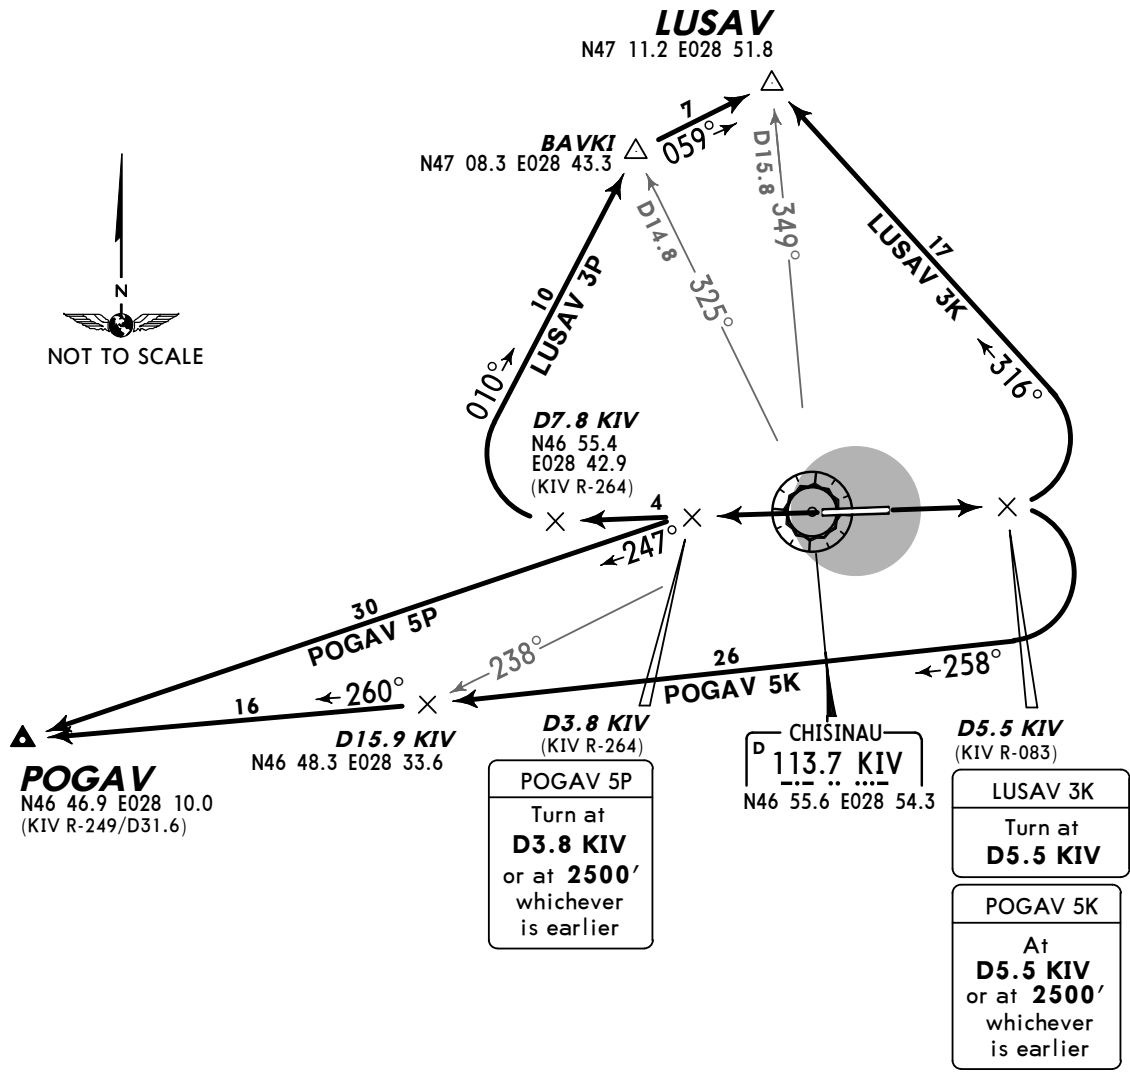 LUSAV
N47 11.2 E028 51.8
7
059°
BAVKI
N47 08.3 E028 43.3
D15.8
349°
D14.8
325°
17
LUSAV 3K
316°
10
LUSAV 3P
010°
N
NOT TO SCALE
D7.8 KIV
N46 55.4
E028 42.9
(KIV R-264)
4
247°
30
POGAV 5P
238°
26
POGAV 5K
258°
16
260°
POGAV
N46 46.9 E028 10.0
(KIV R-249/D31.6)
D15.9 KIV
N46 48.3 E028 33.6
D3.8 KIV
(KIV R-264)
POGAV 5P
Turn at
D3.8 KIV
or at 2500'
whichever
is earlier
CHISINAU
D
113.7 KIV
N46 55.6 E028 54.3
D5.5 KIV
(KIV R-083)
LUSAV 3K
Turn at
D5.5 KIV
POGAV 5K
At
D5.5 KIV
or at 2500'
whichever
is earlier